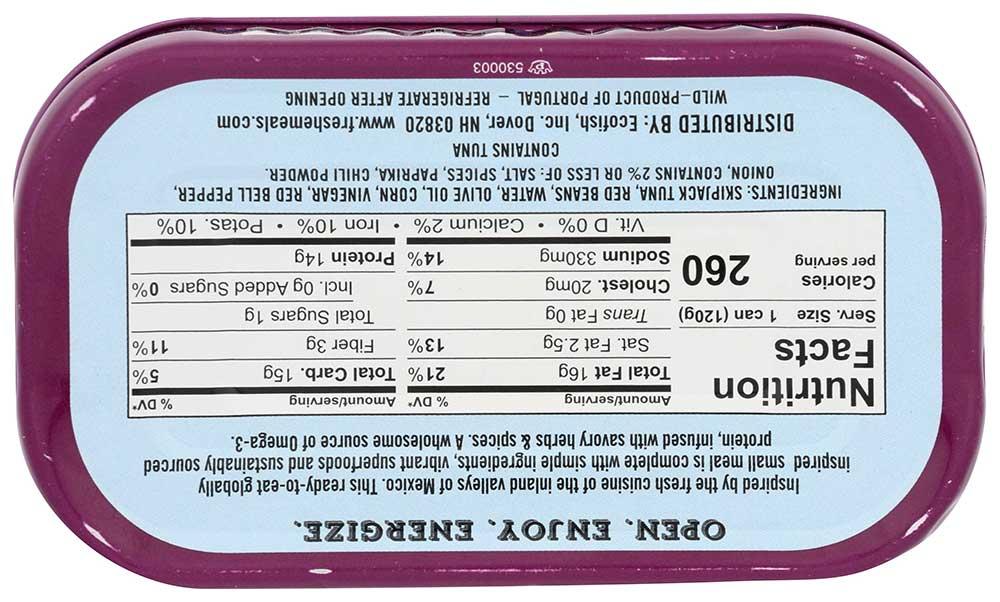 OPEN. ENJOY. ENERGIZE.
Inspired by the fresh cuisine of the inland valleys of Mexico. This ready-to-eat globally
inspired small meal is complete with simple ingredients, vibrant superfoods and sustainably sourced
protein, infused with savory herbs & spices. A wholesome source of Omega-3.
Nutrition
Facts
Serv. Size 1 can (120g)
Calories 260
per serving
Amount/serving % DV*
Total Fat 16g 21%
Sat. Fat 2.5g 13%
Trans Fat 0g
Cholest. 20mg 7%
Sodium 330mg 14%
Amount/serving % DV*
Total Carb. 15g 5%
Fiber 3g 11%
Total Sugars 1g
Incl. 0g Added Sugars 0%
Protein 14g
Vit. D 0% • Calcium 2% • Iron 10% • Potas. 10%
INGREDIENTS: SKIPJACK TUNA, RED BEANS, WATER, OLIVE OIL, CORN, VINEGAR, RED BELL PEPPER,
ONION, CONTAINS 2% OR LESS OF: SALT, SPICES, PAPRIKA, CHILI POWDER.
CONTAINS TUNA
DISTRIBUTED BY: Ecofish, Inc. Dover, NH 03820 www.freshemeals.com
WILD-PRODUCT OF PORTUGAL - REFRIGERATE AFTER OPENING
530003